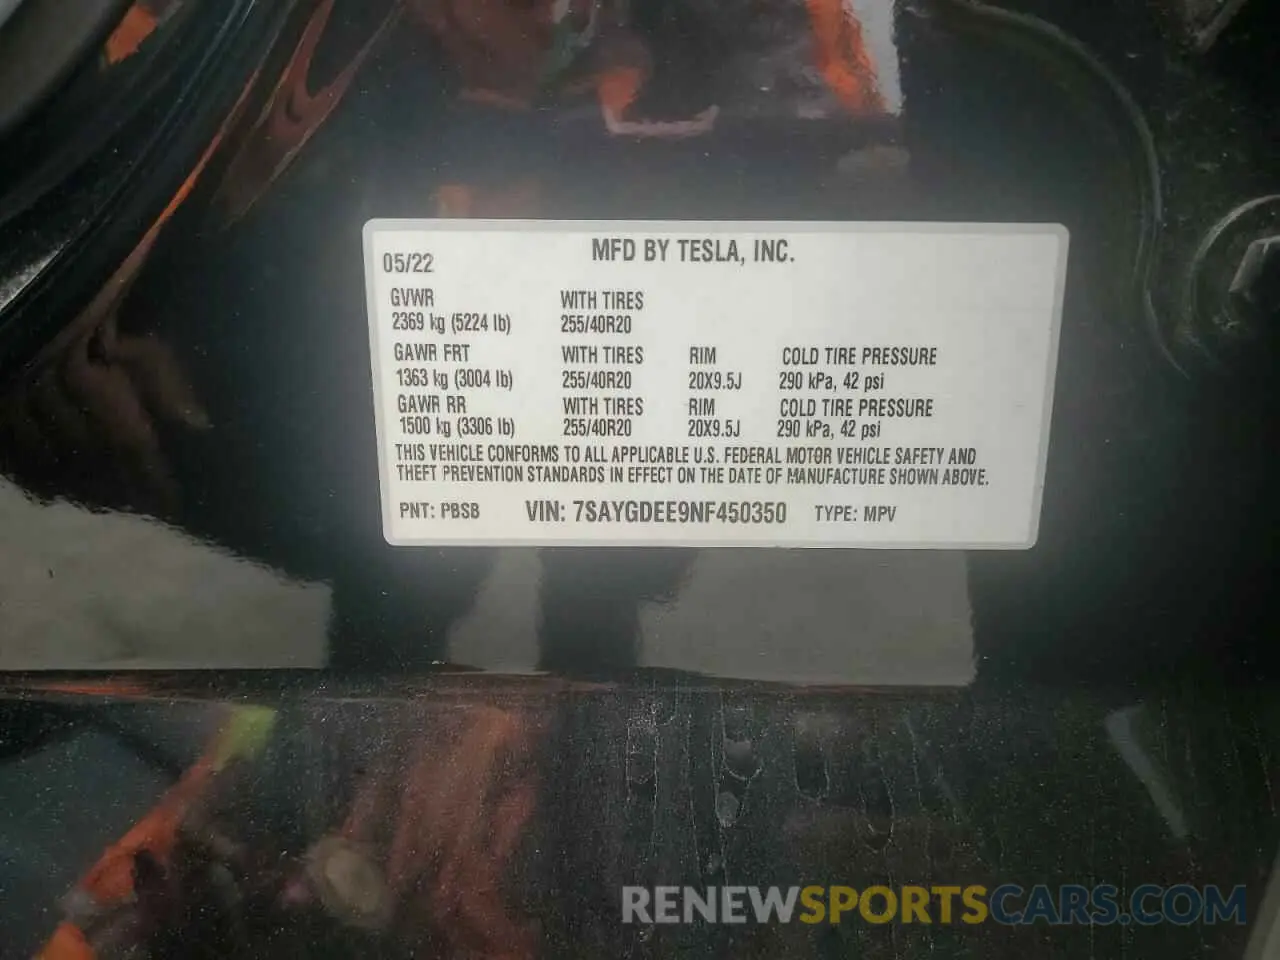 MFD BY TESLA, INC.
05/22
GVWR WITH TIRES
2369 kg (5224 lb) 255/40R20
GAWR FRT WITH TIRES RIM COLD TIRE PRESSURE
1363 kg (3004 lb) 255/40R20 20X9.5J 290 kPa, 42 psi
GAWR RR WITH TIRES RIM COLD TIRE PRESSURE
1500 kg (3306 lb) 255/40R20 20X9.5J 290 kPa, 42 psi
THIS VEHICLE CONFORMS TO ALL APPLICABLE U.S. FEDERAL MOTOR VEHICLE SAFETY AND
THEFT PREVENTION STANDARDS IN EFFECT ON THE DATE OF MANUFACTURE SHOWN ABOVE.
PNT: PBSB VIN: 7SAYGDEE9NF450350 TYPE: MPV
RENEWSPORTSCARS.COM